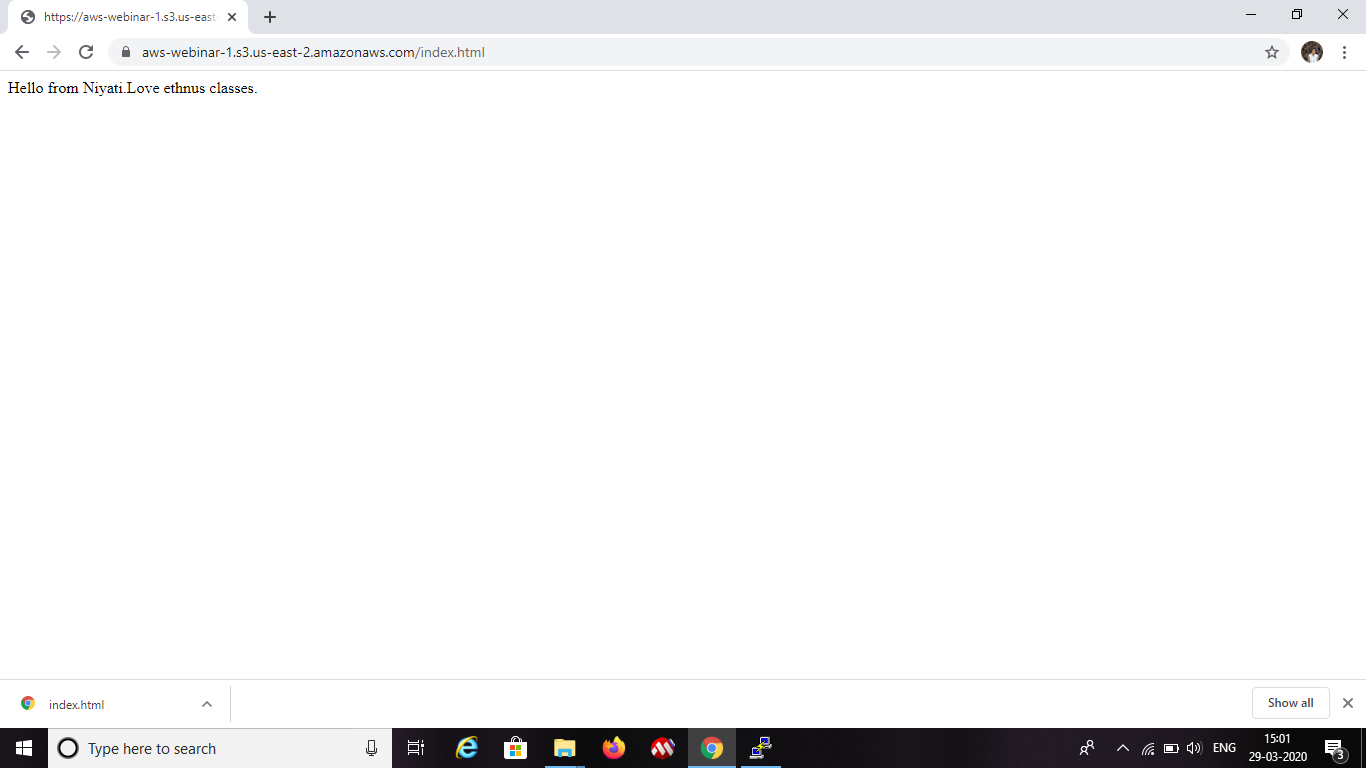 https://aws-webinar-1.s3.us-east
aws-webinar-1.s3.us-east-2.amazonaws.com/index.html
Hello from Niyati.Love ethnus classes.
index.html
Show all
Type here to search
ENG
15:01
29-03-2020
3